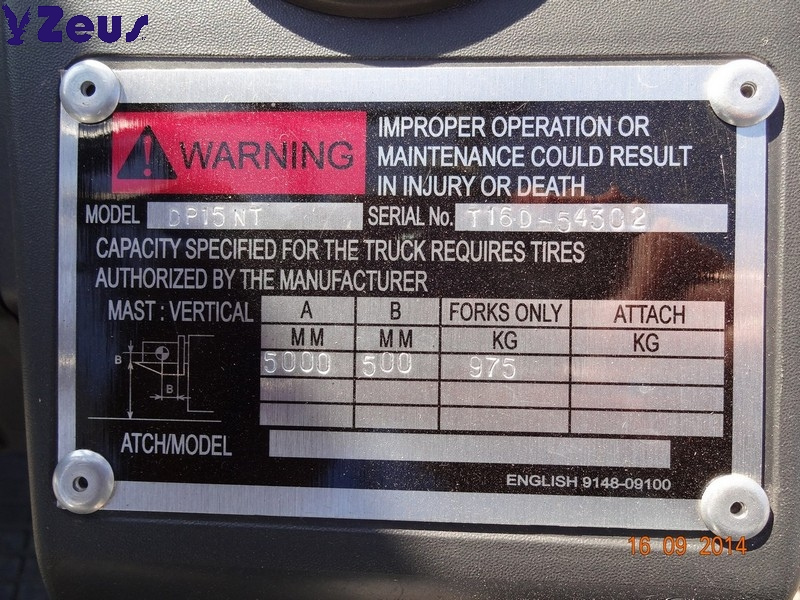 Zeus
WARNING
IMPROPER OPERATION OR
MAINTENANCE COULD RESULT
IN INJURY OR DEATH
MODEL DP15NT SERIAL No. T16D-54302
CAPACITY SPECIFIED FOR THE TRUCK REQUIRES TIRES
AUTHORIZED BY THE MANUFACTURER
MAST : VERTICAL A B FORKS ONLY ATTACH
MM MM KG KG
5000 500 975
B
B
ATCH/MODEL
ENGLISH 9148-09100
16 09 2014